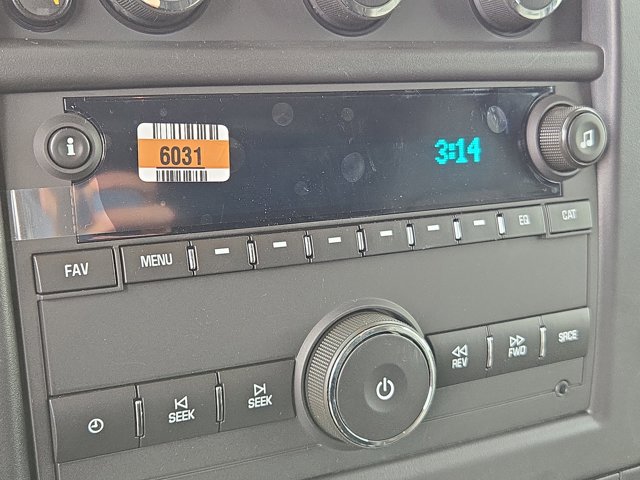 6031
3:14
FAV
MENU
EQ
CAT
SEEK
SEEK
REV
FWD
SRCE